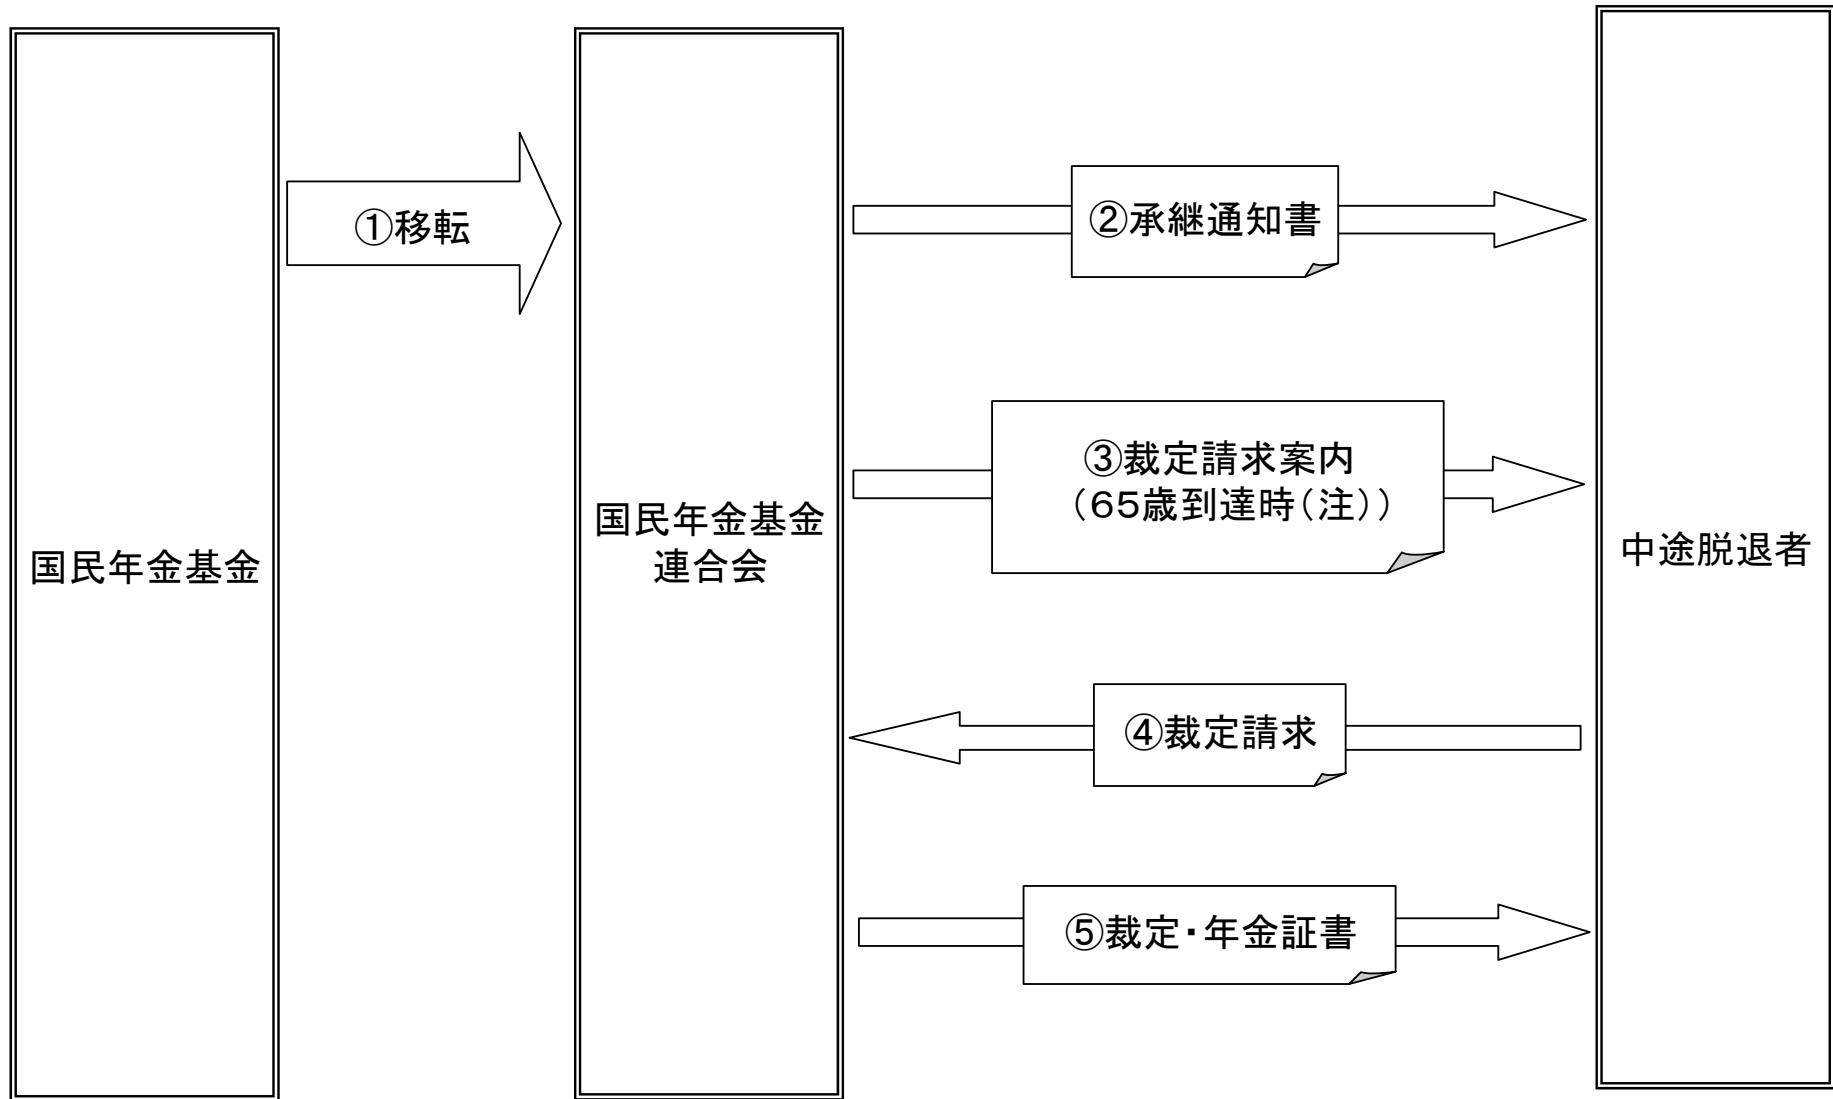 国民年金基金
①移転
国民年金基金
連合会
②承継通知書
③裁定請求案内
（65歳到達時（注））
④裁定請求
⑤裁定・年金証書
中途脱退者